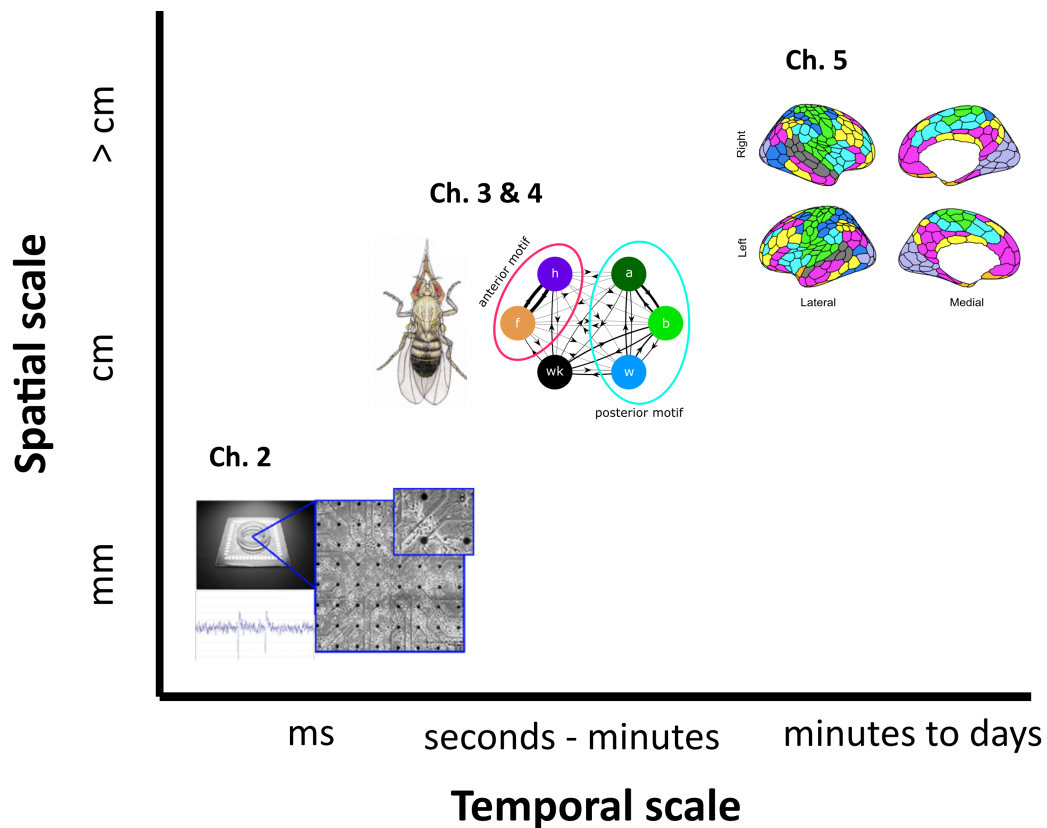 Ch. 5
Right
Left
Lateral
Medial
Ch. 3 & 4
anterior motif
h
a
f
b
wk
w
posterior motif
Ch. 2
Spatial scale
> cm
cm
mm
ms
seconds - minutes
minutes to days
Temporal scale